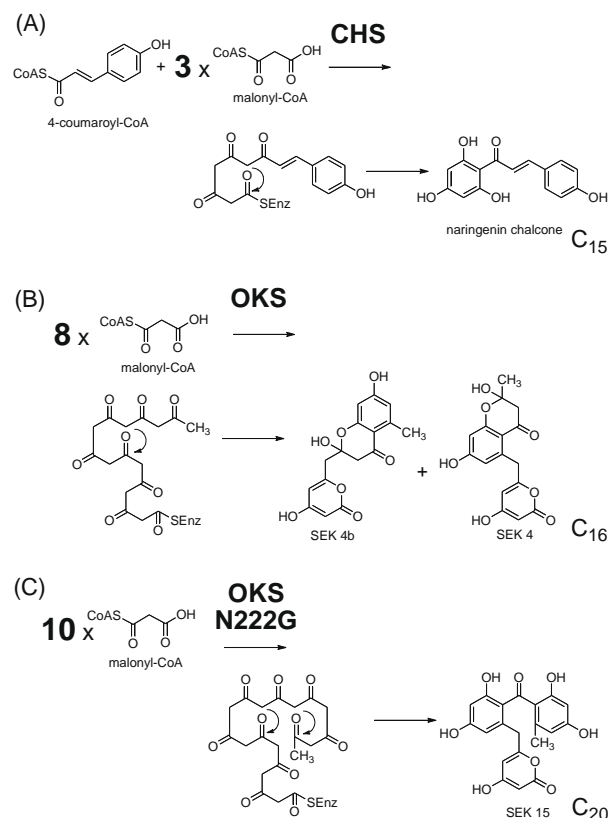 (A)
OH
CoAS
O
+ 3 x
CoAS
OH
O
O
CHS
4-coumaroyl-CoA
malonyl-CoA
O
O
O
O
SEnz
OH
OH
O
HO
OH
OH
naringenin chalcone
C15
(B)
8 x
CoAS
OH
O
O
malonyl-CoA
OKS
O
O
O
CH3
O
O
O
O
O
SEnz
OH
HO
O
CH3
O
O
O
HO
SEK 4b
+
CH3
HO
O
O
HO
O
O
HO
SEK 4
C16
(C)
10 x
CoAS
OH
O
O
malonyl-CoA
OKS
N222G
O
O
O
O
O
O
O
CH3
O
O
O
SEnz
OH
O
OH
HO
CH3
OH
O
O
HO
SEK 15
C20